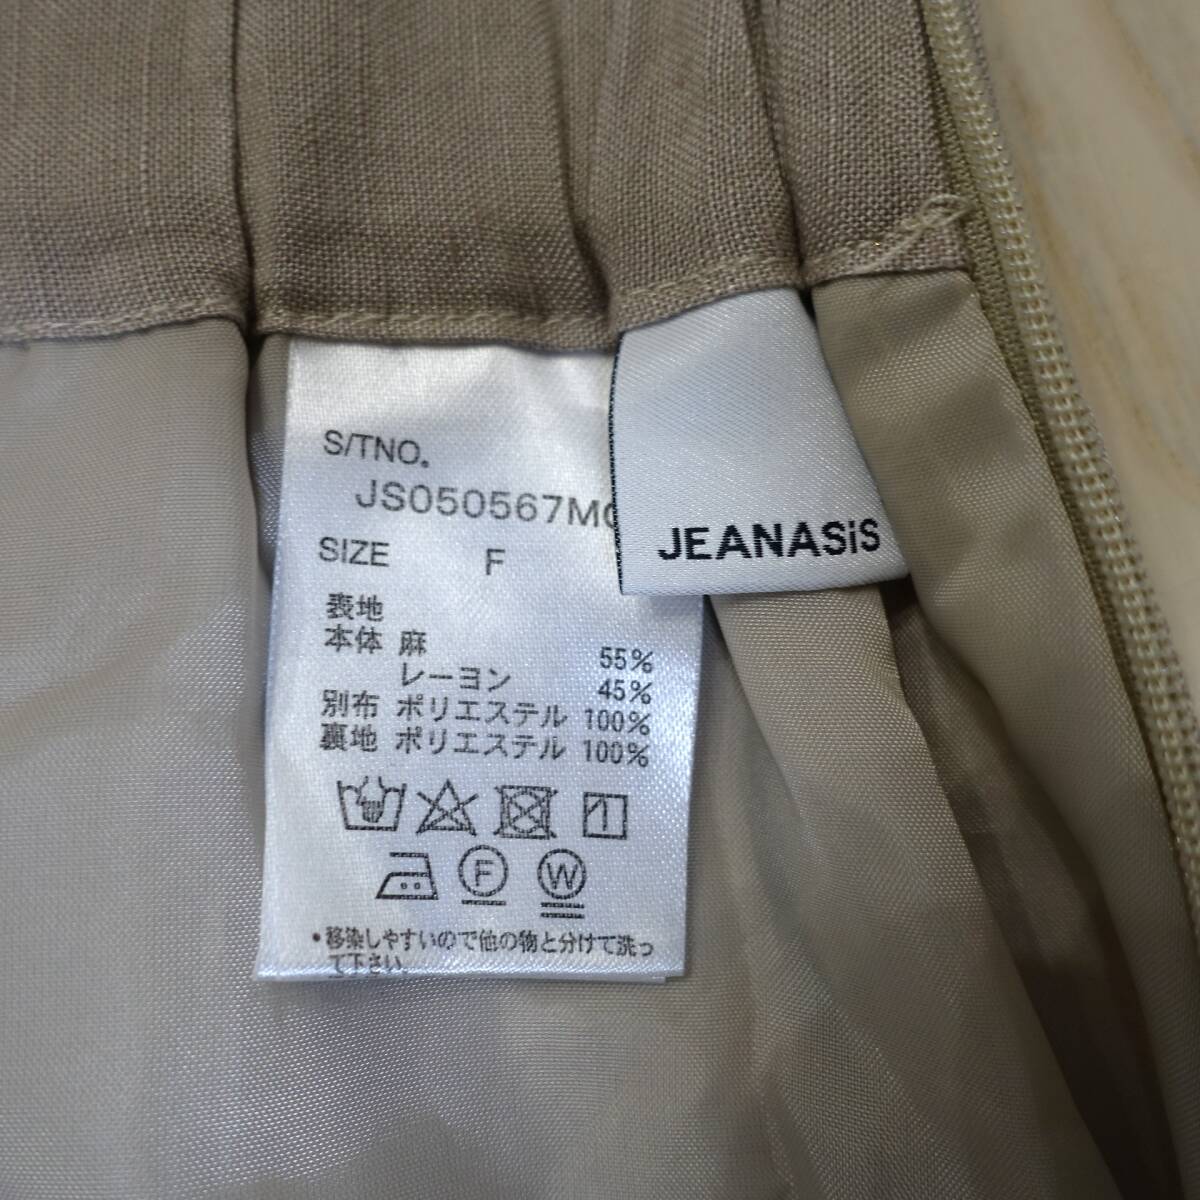 S/TNO.
JS050567M
SIZE F
表地
本体 麻 55%
レーヨン 45%
別布 ポリエステル 100%
裏地 ポリエステル 100%
F W
•移染しやすいので他の物と分けて洗っ
て下さい。
JEANASiS